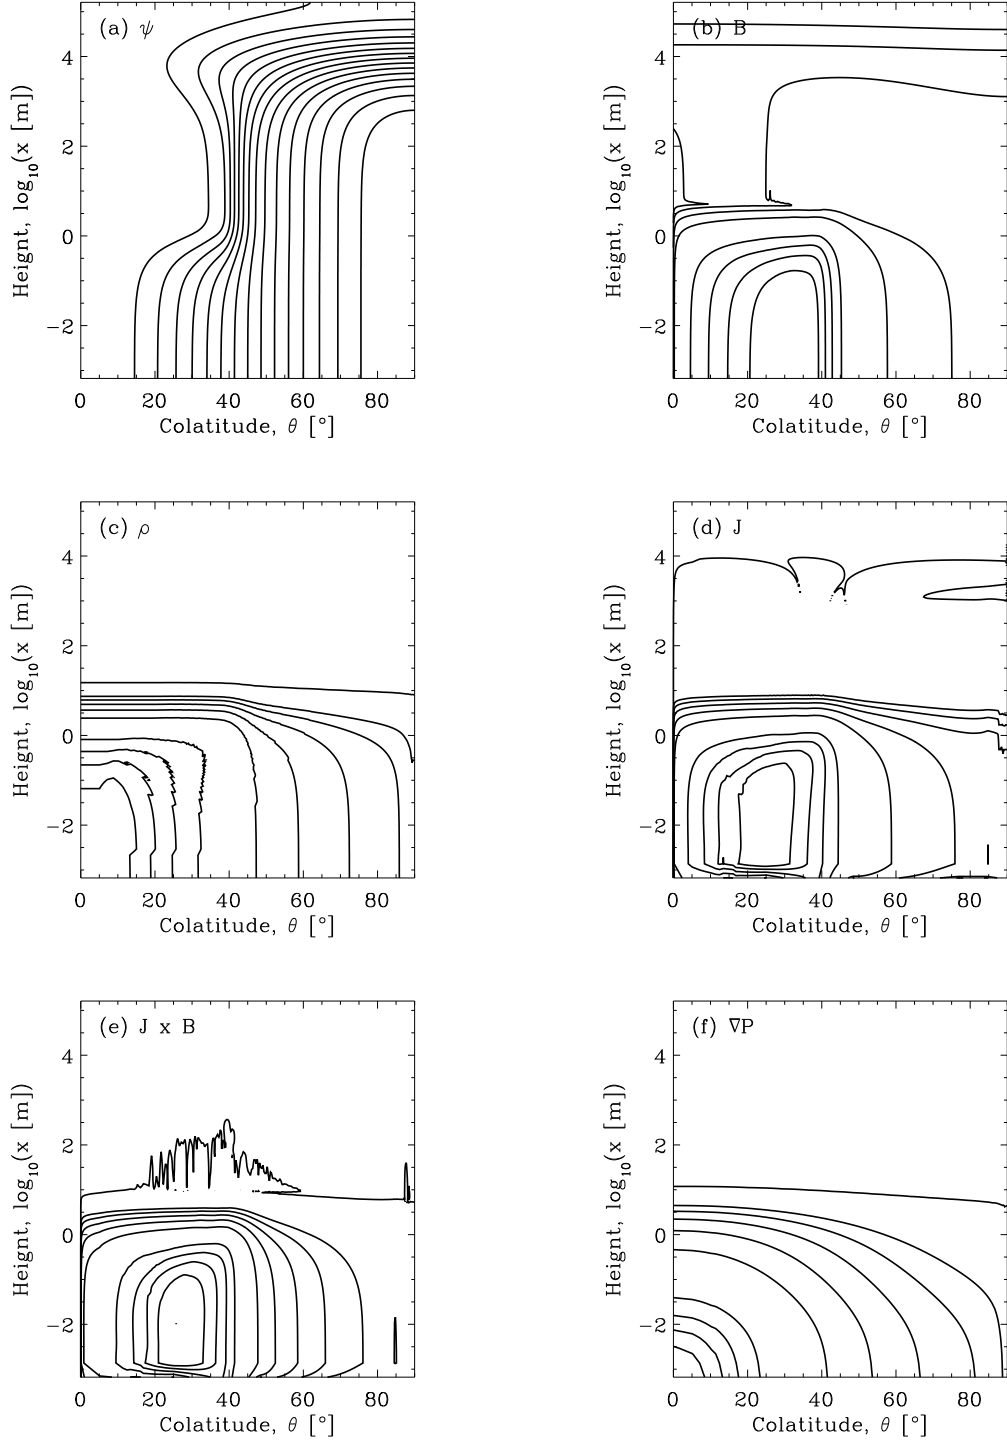 (a) ψ
4
2
0
−2
Heignt, log₁₀(x [m])
0 20 40 60 80
Colatitude, θ [°]
(b) B
4
2
0
−2
Heignt, log₁₀(x [m])
0 20 40 60 80
Colatitude, θ [°]
(c) ρ
4
2
0
−2
Heignt, log₁₀(x [m])
0 20 40 60 80
Colatitude, θ [°]
(d) J
4
2
0
−2
Heignt, log₁₀(x [m])
0 20 40 60 80
Colatitude, θ [°]
(e) J x B
4
2
0
−2
Heignt, log₁₀(x [m])
0 20 40 60 80
Colatitude, θ [°]
(f) ∇P
4
2
0
−2
Heignt, log₁₀(x [m])
0 20 40 60 80
Colatitude, θ [°]